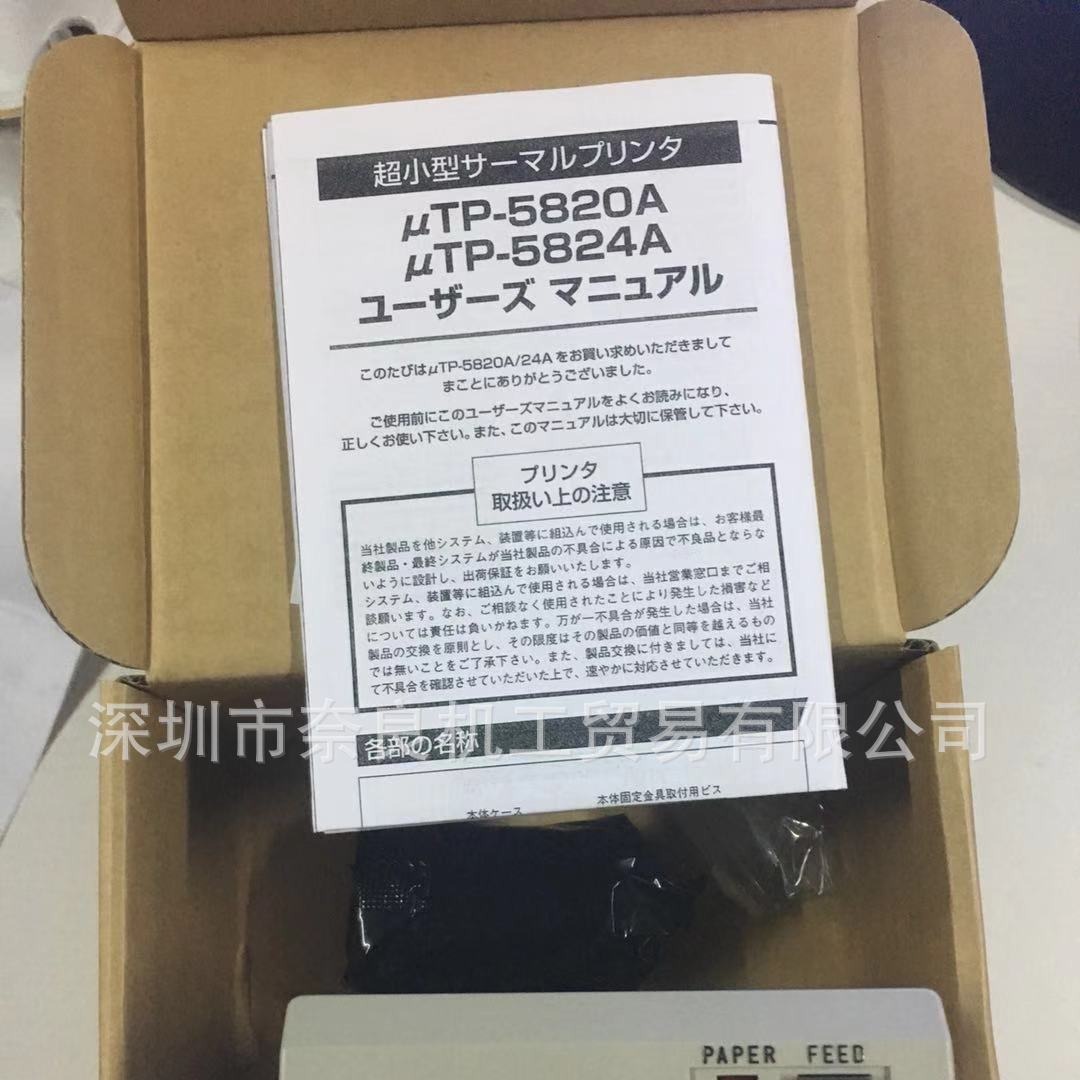 超小型サーマルプリンタ
μTP-5820A
μTP-5824A
ユーザーズ マニュアル
このたびはμTP-5820A/24Aをお買い求めいただきまして
まことにありがとうございました。
ご使用前にこのユーザーズマニュアルをよくお読みになり、
正しくお使い下さい。また、このマニュアルは大切に保管して下さい。
プリンタ
取扱い上の注意
当社製品を他システム、装置等に組込んで使用される場合は、お客様最
終製品・最終システムが当社製品の不具合による原因で不良品とならな
いように設計し、出荷保証をお願いいたします。
システム、装置等に組込んで使用される場合は、当社営業窓口までご相
談願います。なお、ご相談なく使用されたことにより発生した損害など
については責任は負いかねます。万が一不具合が発生した場合は、当社
製品の交換を原則とし、その限度はその製品の価値と同等を越えるもの
では無いことをご了承下さい。また、製品交換に付きましては、当社に
て不具合を確認させていただいた上で、速やかに対応させていただきます。
深圳市奈良机工贸易有限公司
各部の名称
本体固定金具取付用ビス
本体ケース
PAPER FEED